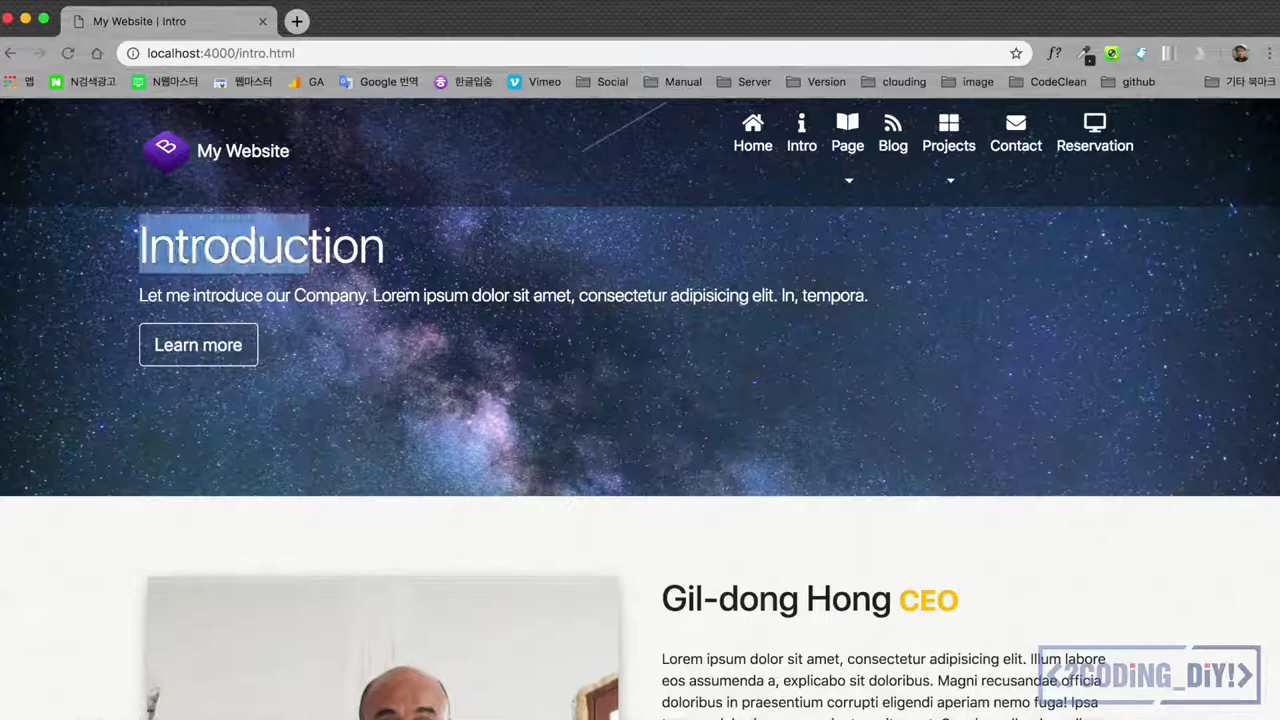 My Website | Intro
localhost:4000/intro.html
앱 N검색광고 N웹마스터 웹마스터 GA Google 번역 한글입숨 Vimeo Social Manual Server Version clouding image CodeClean github 기타 북마크
My Website
Home Intro Page Blog Projects Contact Reservation
Introduction
Let me introduce our Company. Lorem ipsum dolor sit amet, consectetur adipisicing elit. In, tempora.
Learn more
Gil-dong Hong CEO
Lorem ipsum dolor sit amet, consectetur adipisicing elit. Illum labore
eos assumenda a, explicabo sit doloribus. Magni recusandae officia
doloribus in praesentium corrupti eligendi aperiam nemo fuga! Ipsa
<?CODiNG_DiY!>